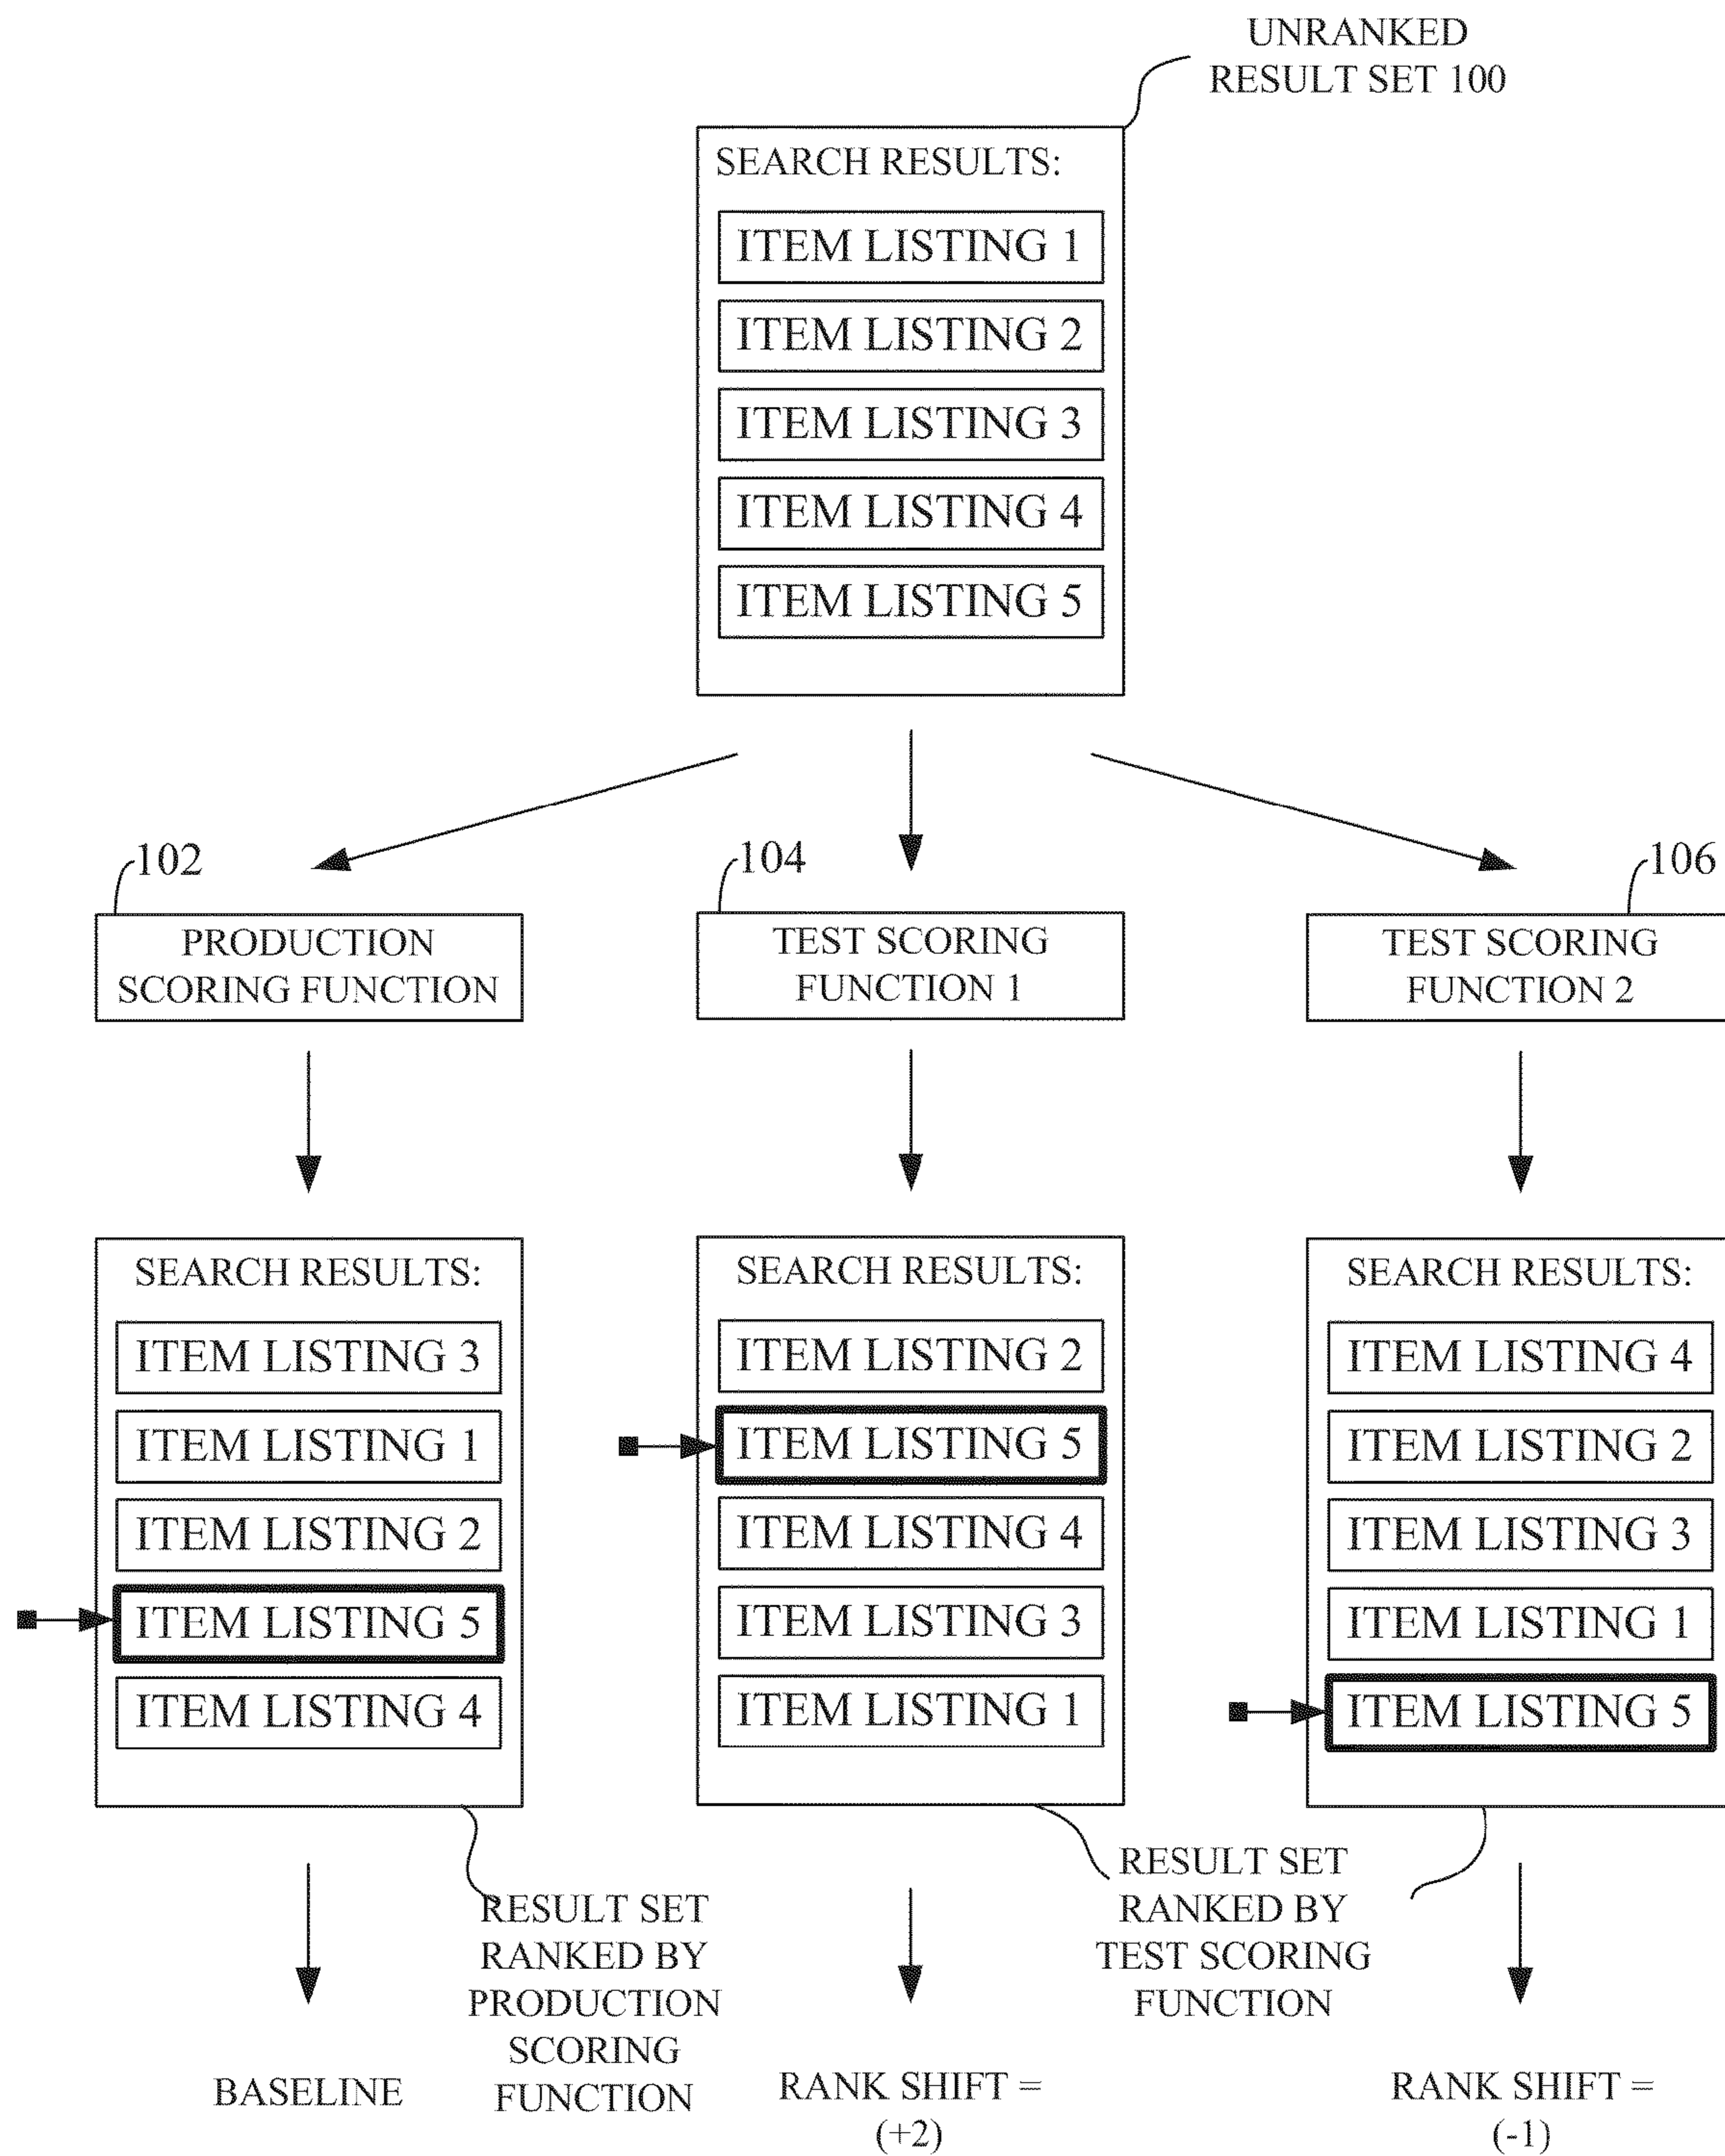 UNRANKED
RESULT SET 100
SEARCH RESULTS:
ITEM LISTING 1
ITEM LISTING 2
ITEM LISTING 3
ITEM LISTING 4
ITEM LISTING 5
102
PRODUCTION
SCORING FUNCTION
104
TEST SCORING
FUNCTION 1
106
TEST SCORING
FUNCTION 2
SEARCH RESULTS:
ITEM LISTING 3
ITEM LISTING 1
ITEM LISTING 2
ITEM LISTING 5
ITEM LISTING 4
SEARCH RESULTS:
ITEM LISTING 2
ITEM LISTING 5
ITEM LISTING 4
ITEM LISTING 3
ITEM LISTING 1
SEARCH RESULTS:
ITEM LISTING 4
ITEM LISTING 2
ITEM LISTING 3
ITEM LISTING 1
ITEM LISTING 5
RESULT SET
RANKED BY
PRODUCTION
SCORING
FUNCTION
RESULT SET
RANKED BY
TEST SCORING
FUNCTION
BASELINE
RANK SHIFT =
(+2)
RANK SHIFT =
(-1)